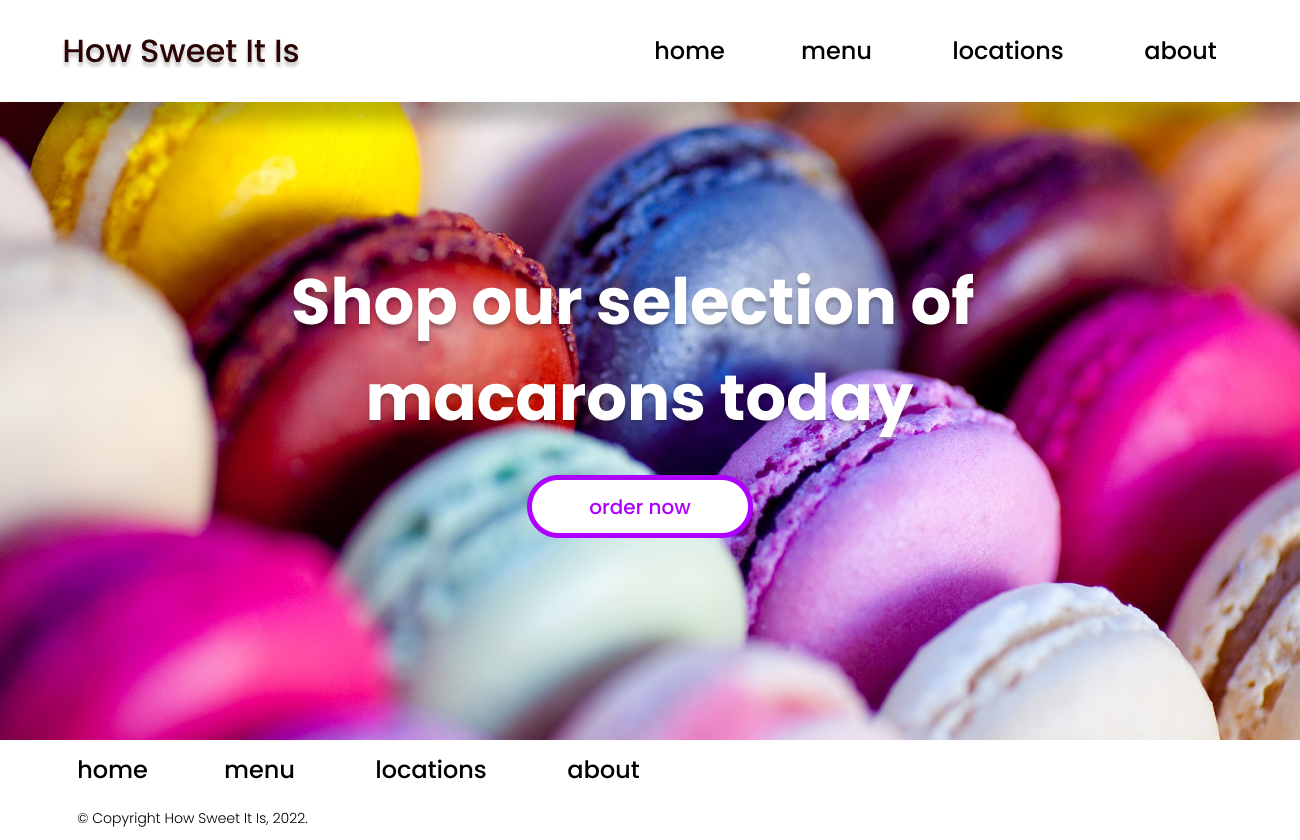 How Sweet It Is
home menu locations about
Shop our selection of
macarons today
order now
home menu locations about
© Copyright How Sweet It Is, 2022.